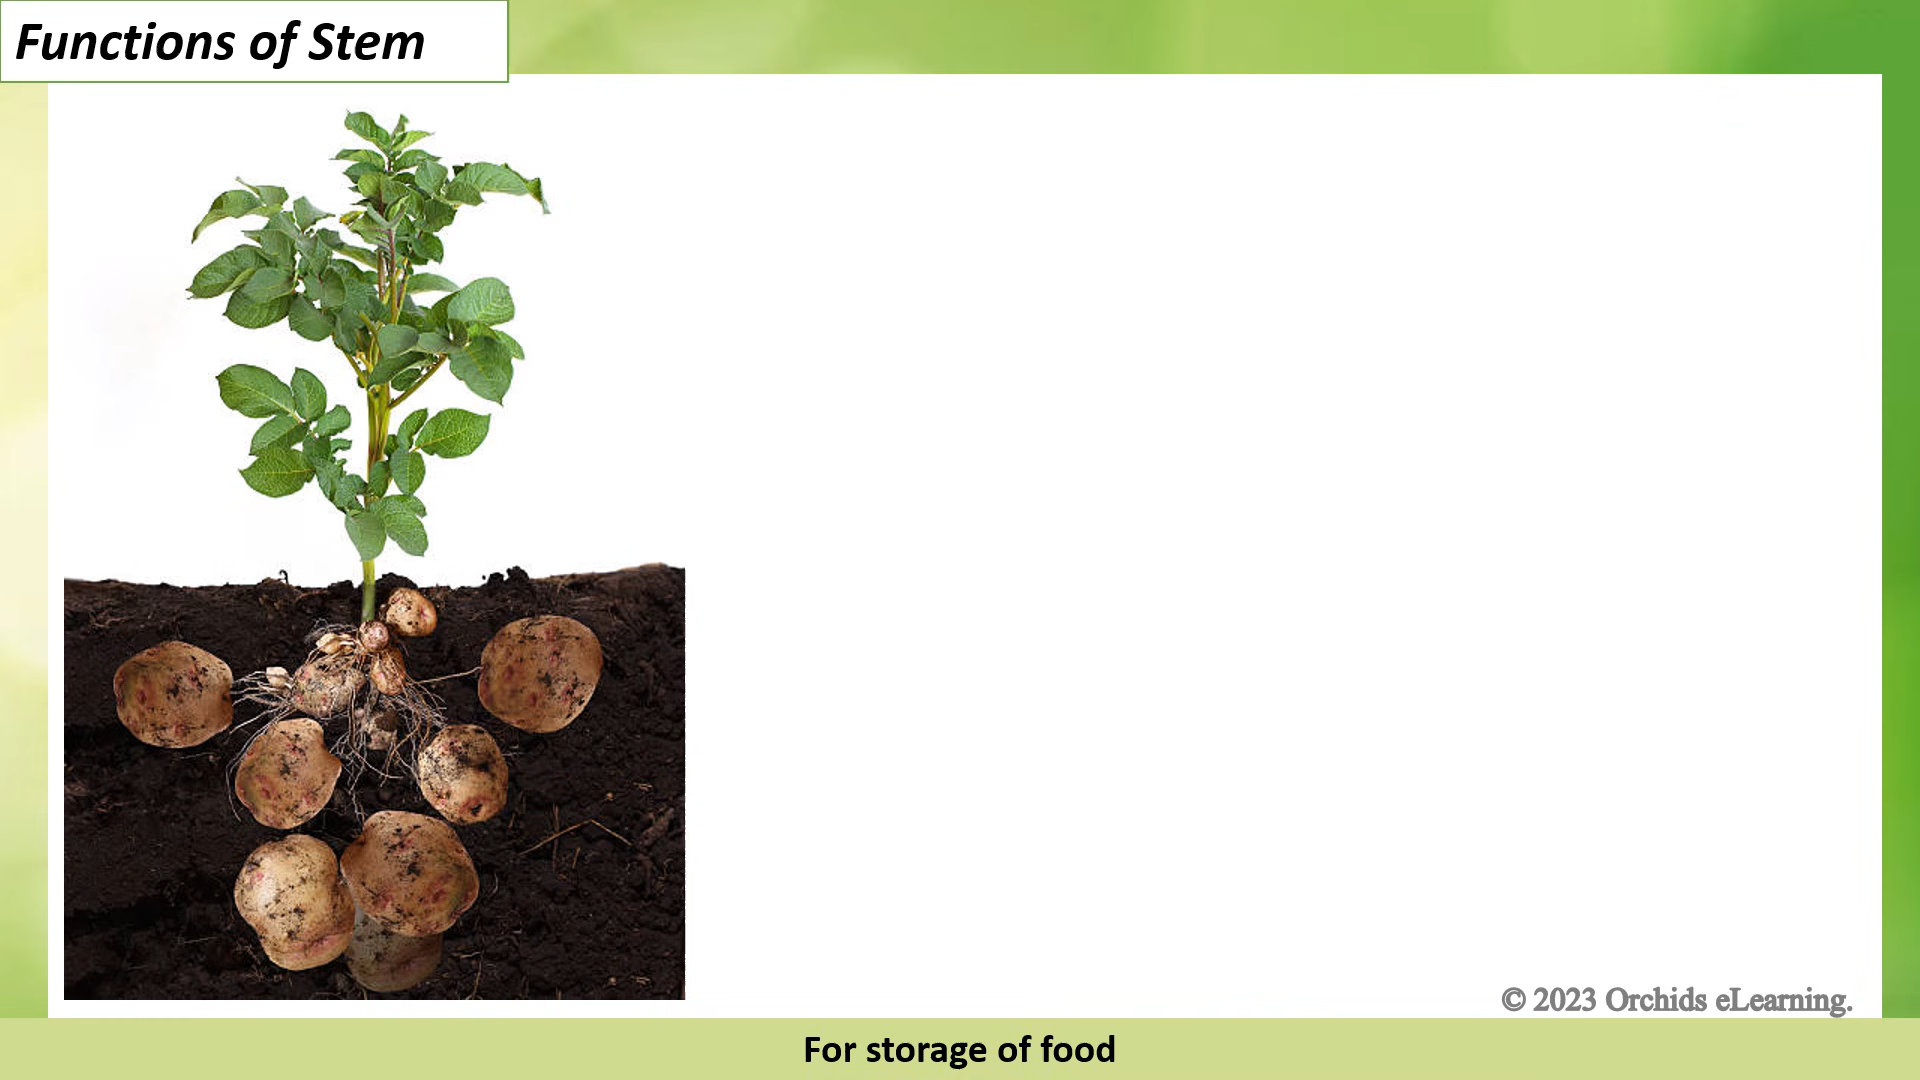 Functions of Stem
© 2023 Orchids eLearning.
For storage of food